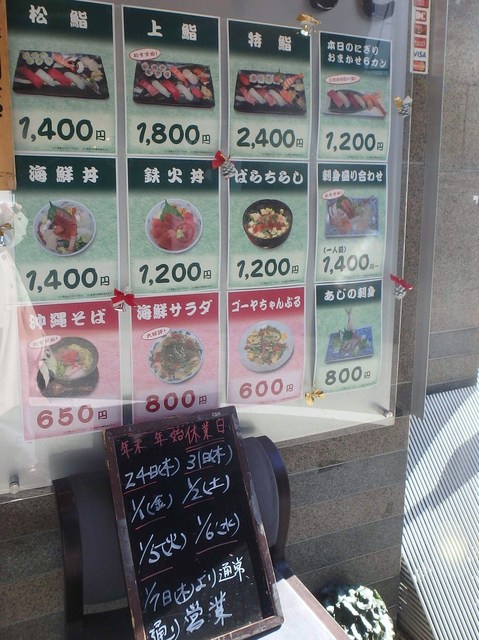 松鮨
1,400円
上鮨
1,800円
特鮨
2,400円
本日のにぎり
おまかせ6カン
1,200円
海鮮丼
1,400円
鉄火丼
1,200円
ばらちらし
1,200円
刺身盛り合わせ
(一人前)
1,400円
沖縄そば
650円
海鮮サラダ
800円
ゴーヤちゃんぷる
600円
あじの刺身
800円
VISA
年末年始休業日
24日(木) 31日(木)
1/1(金) 1/2(土)
1/5(火) 1/6(水)
1/7日(木)より通常
通り営業